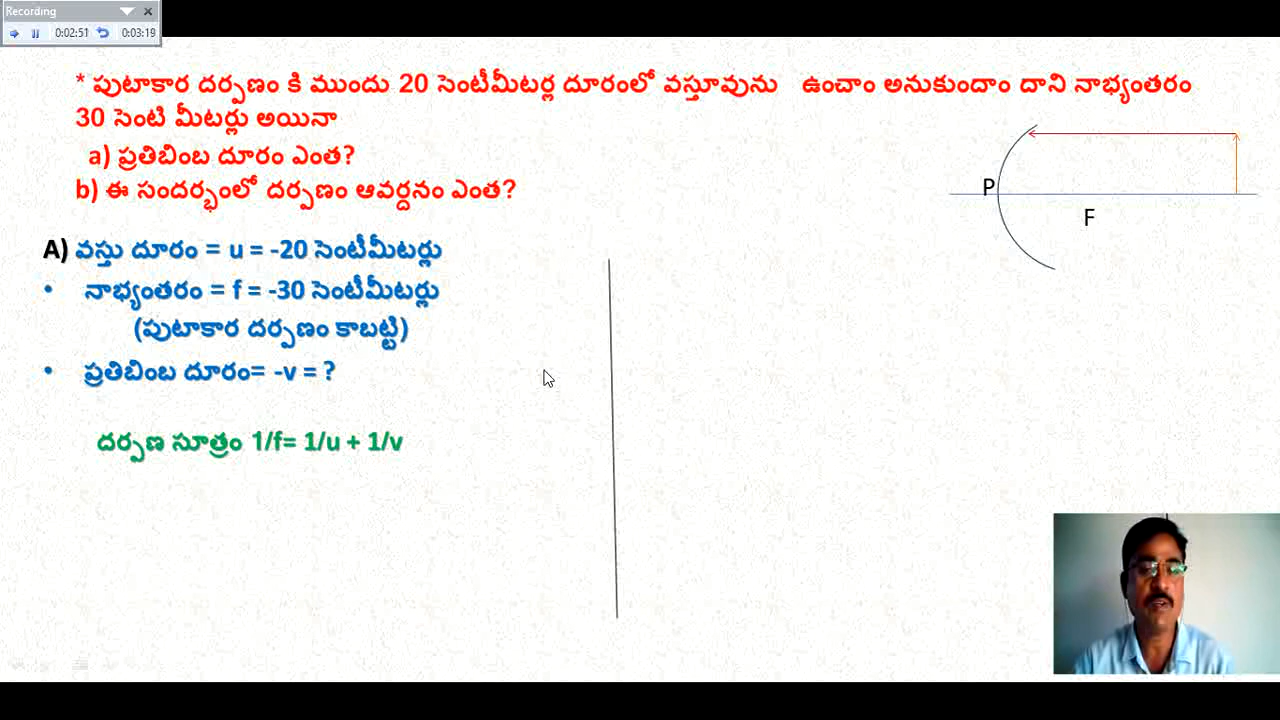 Recording
0:02:51 0:03:19
* పుటాకార దర్పణం కి ముందు 20 సెంటీమీటర్ల దూరంలో వస్తూవును ఉంచాం అనుకుందాం దాని నాభ్యంతరం
30 సెంటి మీటర్లు అయినా
a) ప్రతిబింబ దూరం ఎంత?
b) ఈ సందర్భంలో దర్పణం ఆవర్దనం ఎంత?
P
F
A) వస్తు దూరం = u = -20 సెంటీమీటర్లు
• నాభ్యంతరం = f = -30 సెంటీమీటర్లు
(పుటాకార దర్పణం కాబట్టి)
• ప్రతిబింబ దూరం= -v = ?
దర్పణ సూత్రం 1/f= 1/u + 1/v